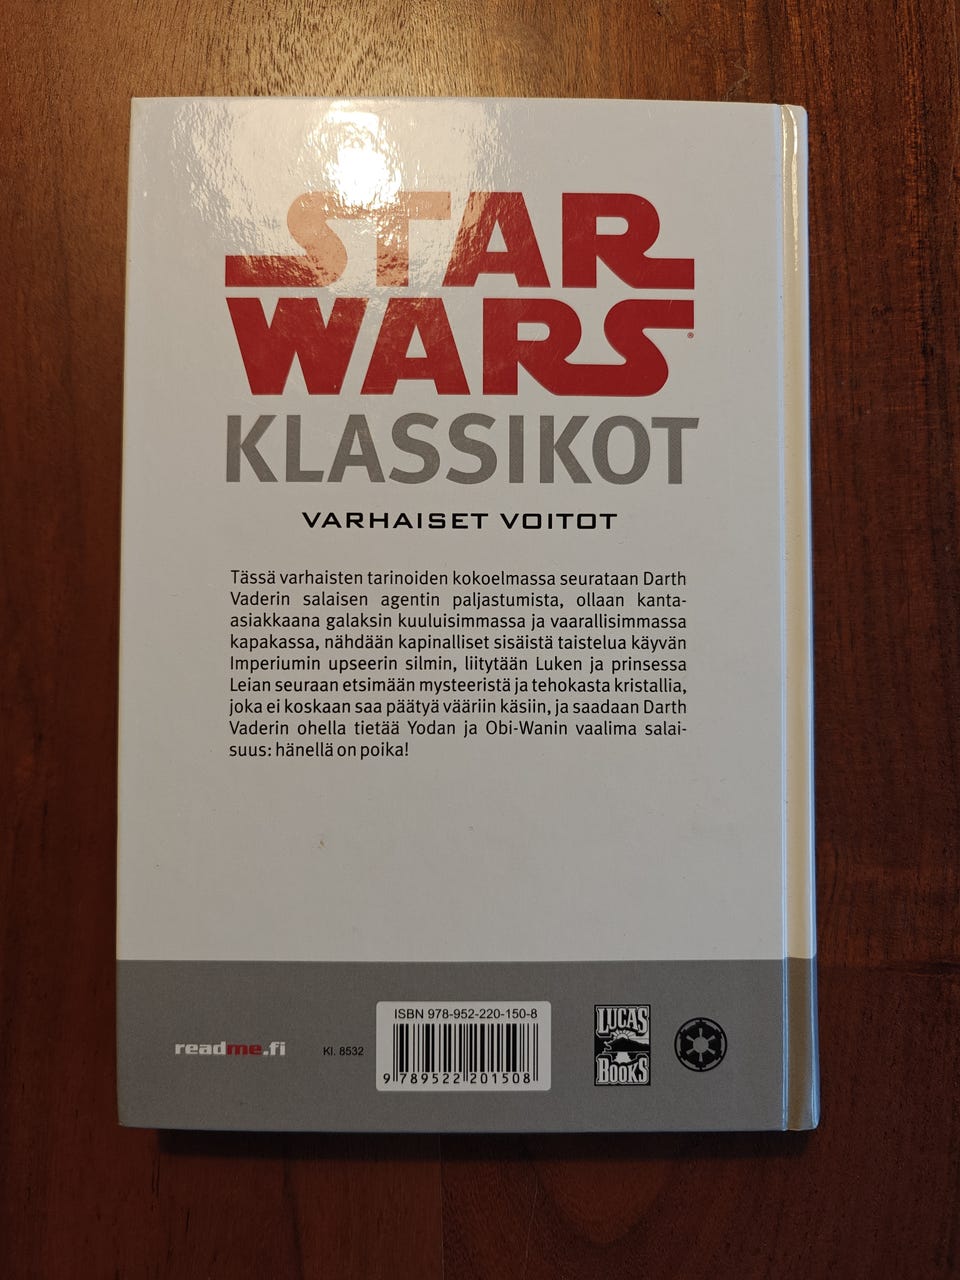 STAR
WARS®
KLASSIKOT
VARHAISET VOITOT
Tässä varhaisten tarinoiden kokoelmassa seurataan Darth
Vaderin salaisen agentin paljastumista, ollaan kanta-
asiakkaana galaksin kuuluisimmassa ja vaarallisimmassa
kapakassa, nähdään kapinalliset sisäistä taistelua käyvän
Imperiumin upseerin silmin, liitytään Luken ja prinsessa
Leian seuraan etsimään mysteeristä ja tehokasta kristallia,
joka ei koskaan saa päätyä vääriin käsiin, ja saadaan Darth
Vaderin ohella tietää Yodan ja Obi-Wanin vaalima salai-
suus: hänellä on poika!
readme.fi
Kl. 8532
ISBN 978-952-220-150-8
9 789522 201508
LUCAS
BOOKS